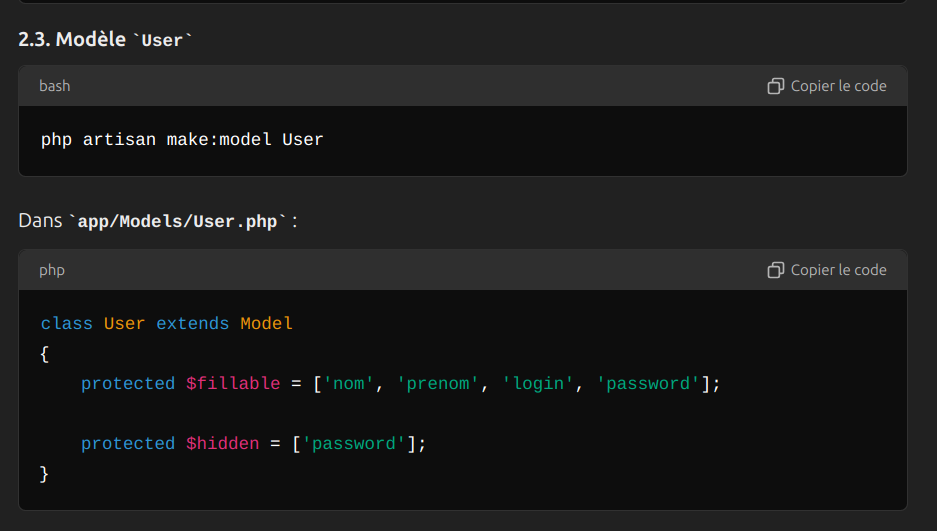 2.3. Modèle `User`
bash
Copier le code
php artisan make:model User
Dans `app/Models/User.php` :
php
Copier le code
class User extends Model
{
    protected $fillable = ['nom', 'prenom', 'login', 'password'];
    protected $hidden = ['password'];
}